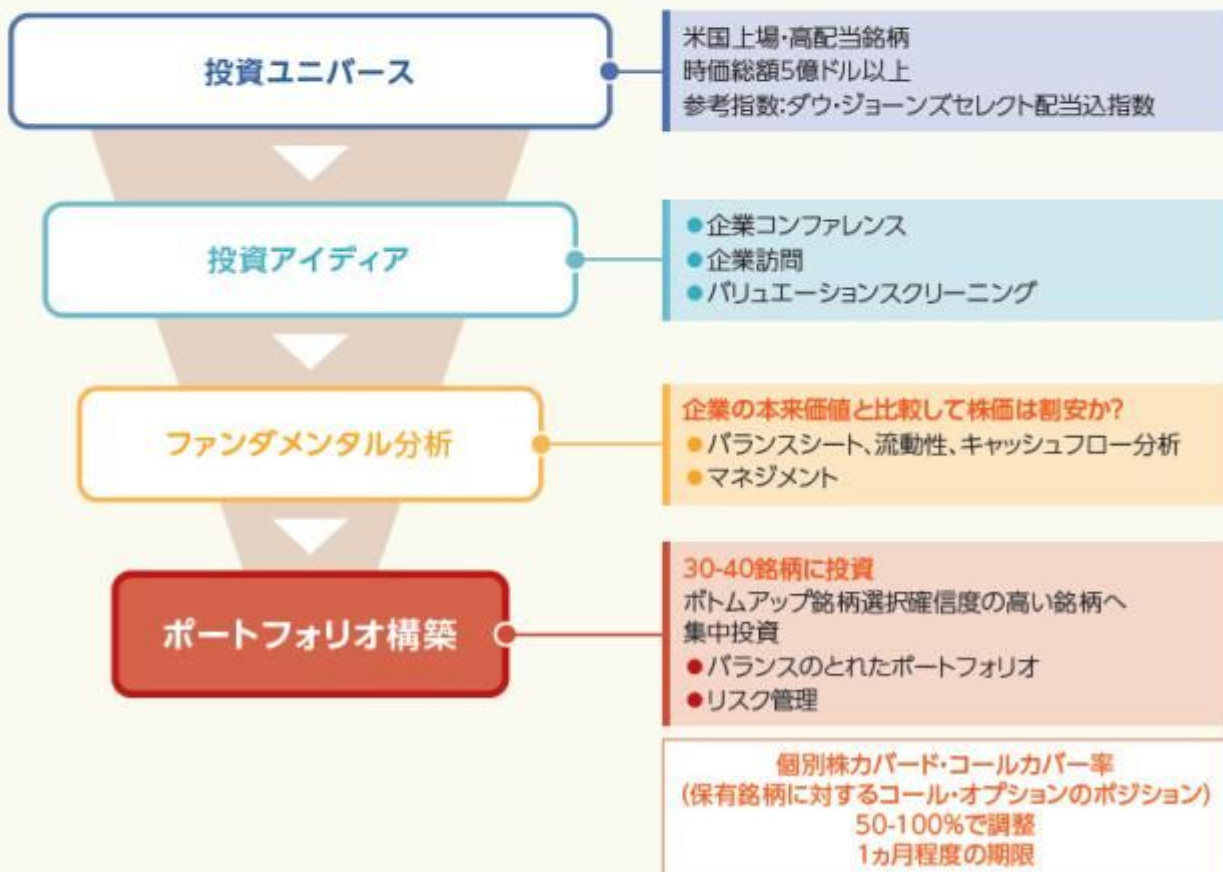 投資ユニバース
米国上場・高配当銘柄
時価総額5億ドル以上
参考指数:ダウ・ジョーンズセレクト配当込指数
投資アイディア
●企業コンファレンス
●企業訪問
●バリュエーションスクリーニング
ファンダメンタル分析
企業の本来価値と比較して株価は割安か?
●バランスシート、流動性、キャッシュフロー分析
●マネジメント
ポートフォリオ構築
30-40銘柄に投資
ボトムアップ銘柄選択確信度の高い銘柄へ
集中投資
●バランスのとれたポートフォリオ
●リスク管理
個別株カバード・コールカバー率
(保有銘柄に対するコール・オプションのポジション)
50-100%で調整
1ヵ月程度の期限